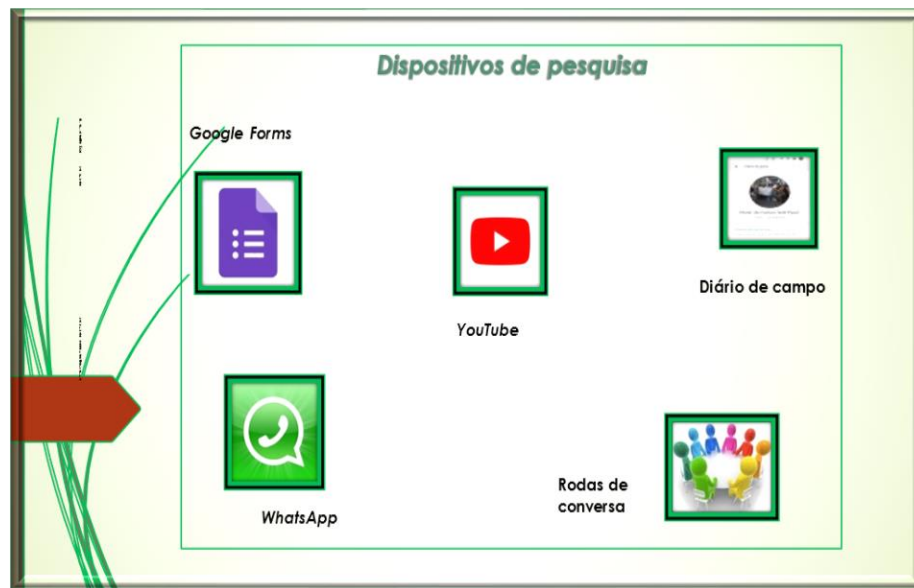 Dispositivos de pesquisa
Google Forms
YouTube
Diário de campo
WhatsApp
Rodas de
conversa